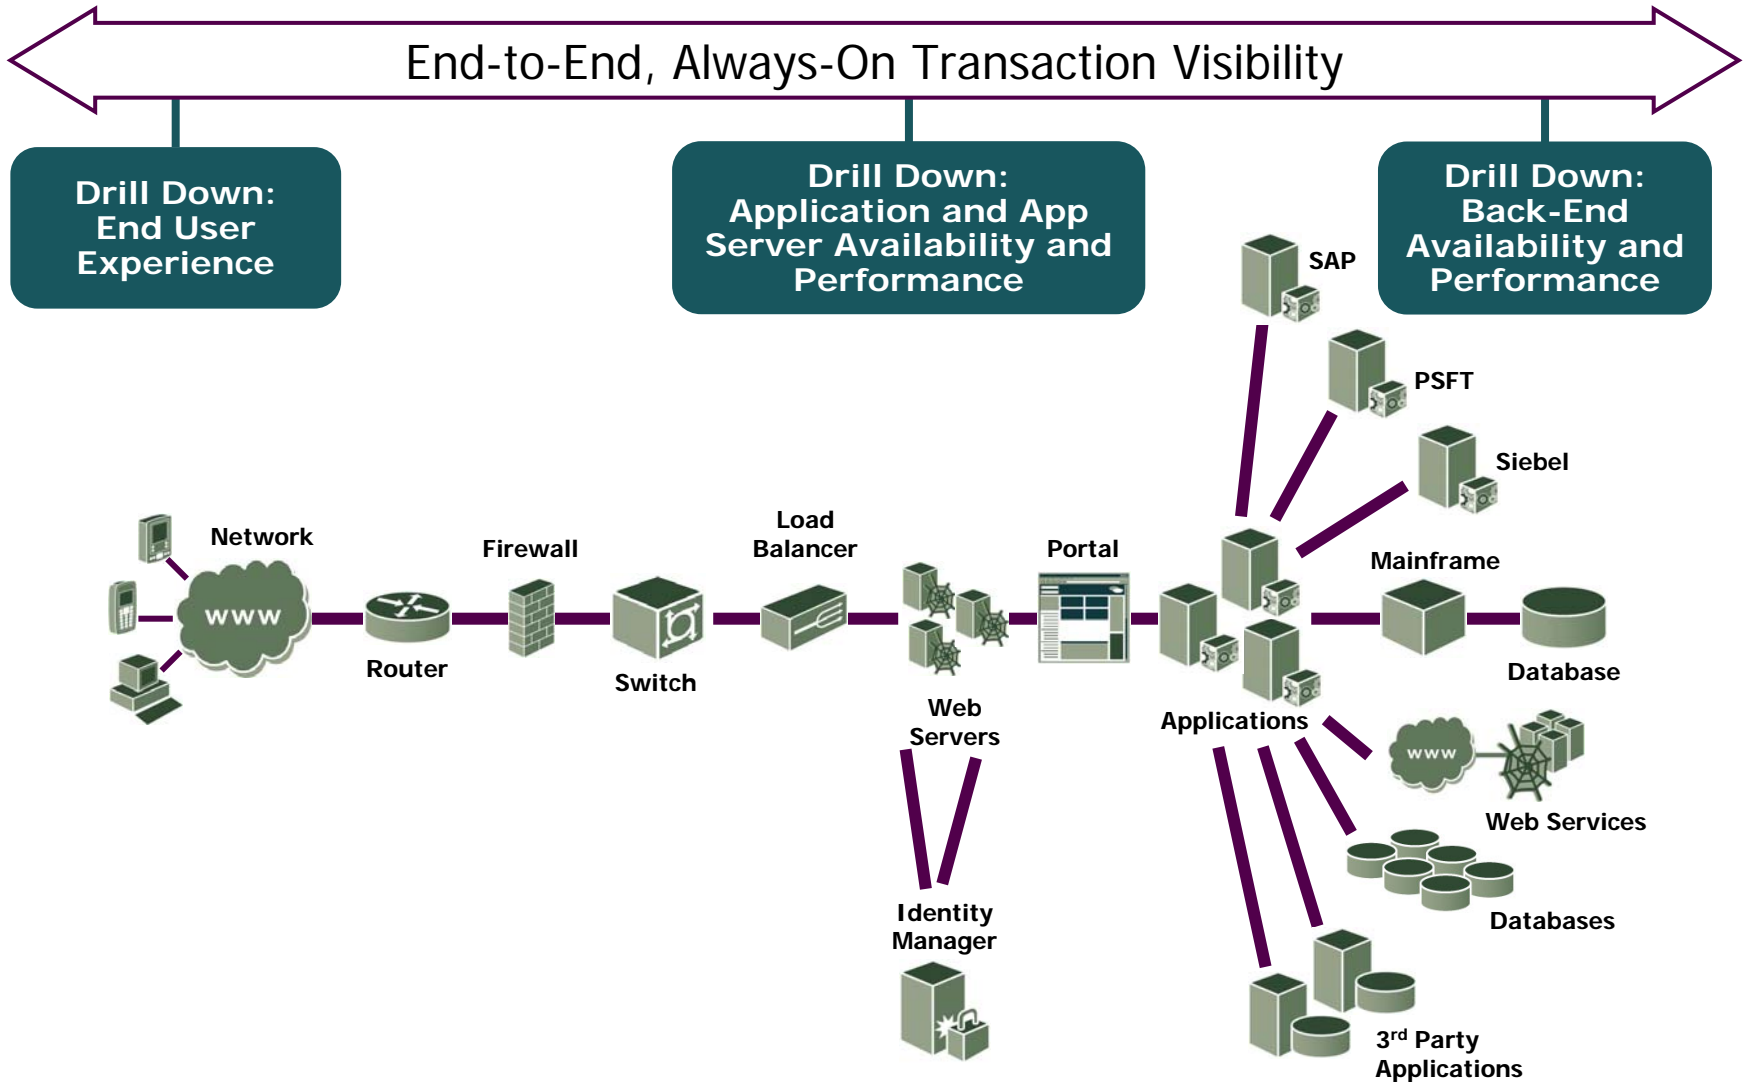 End-to-End, Always-On Transaction Visibility
Drill Down:
End User
Experience
Drill Down:
Application and App
Server Availability and
Performance
Drill Down:
Back-End
Availability and
Performance
SAP
PSFT
Siebel
Network
www
Router
Firewall
Switch
Load
Balancer
Web
Servers
Portal
Applications
Mainframe
Database
www
Web Services
Databases
Identity
Manager
3rd Party
Applications